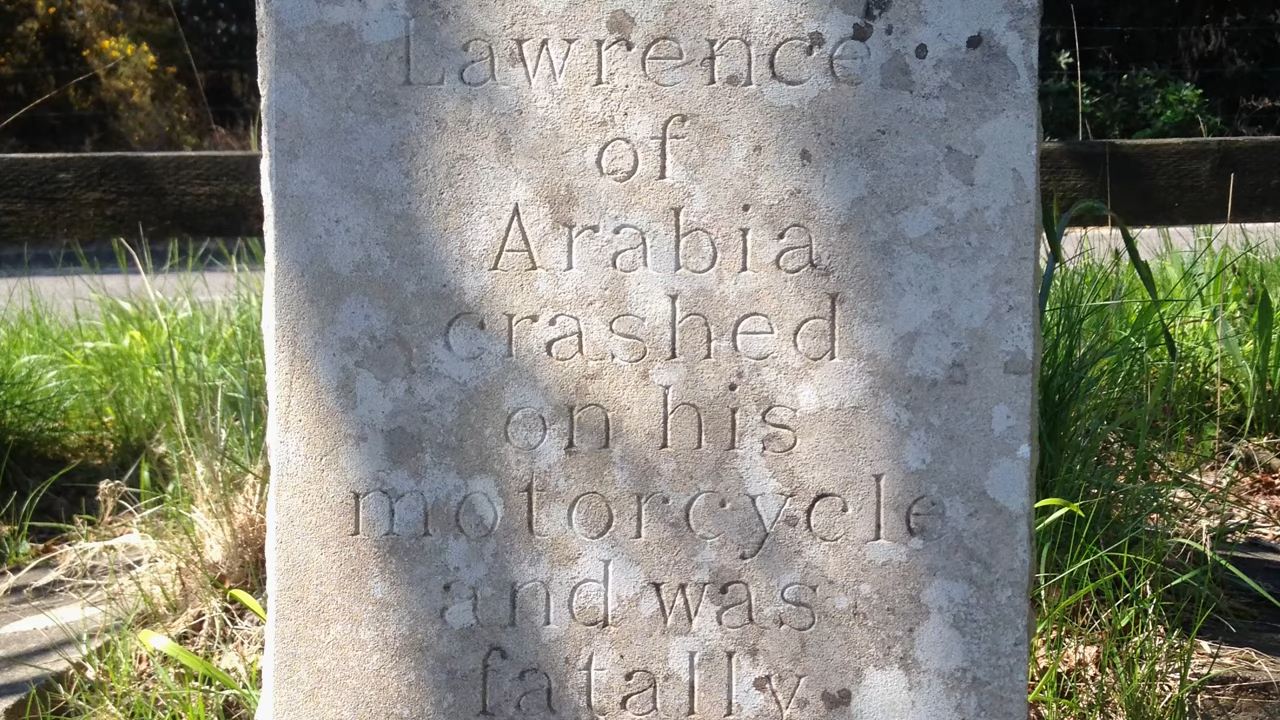 Lawrence
of
Arabia
crashed
on his
motorcycle
and was
fatally